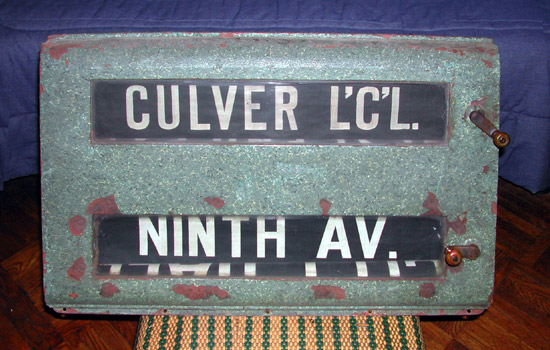 CULVER L'C'L.
NINTH AV.